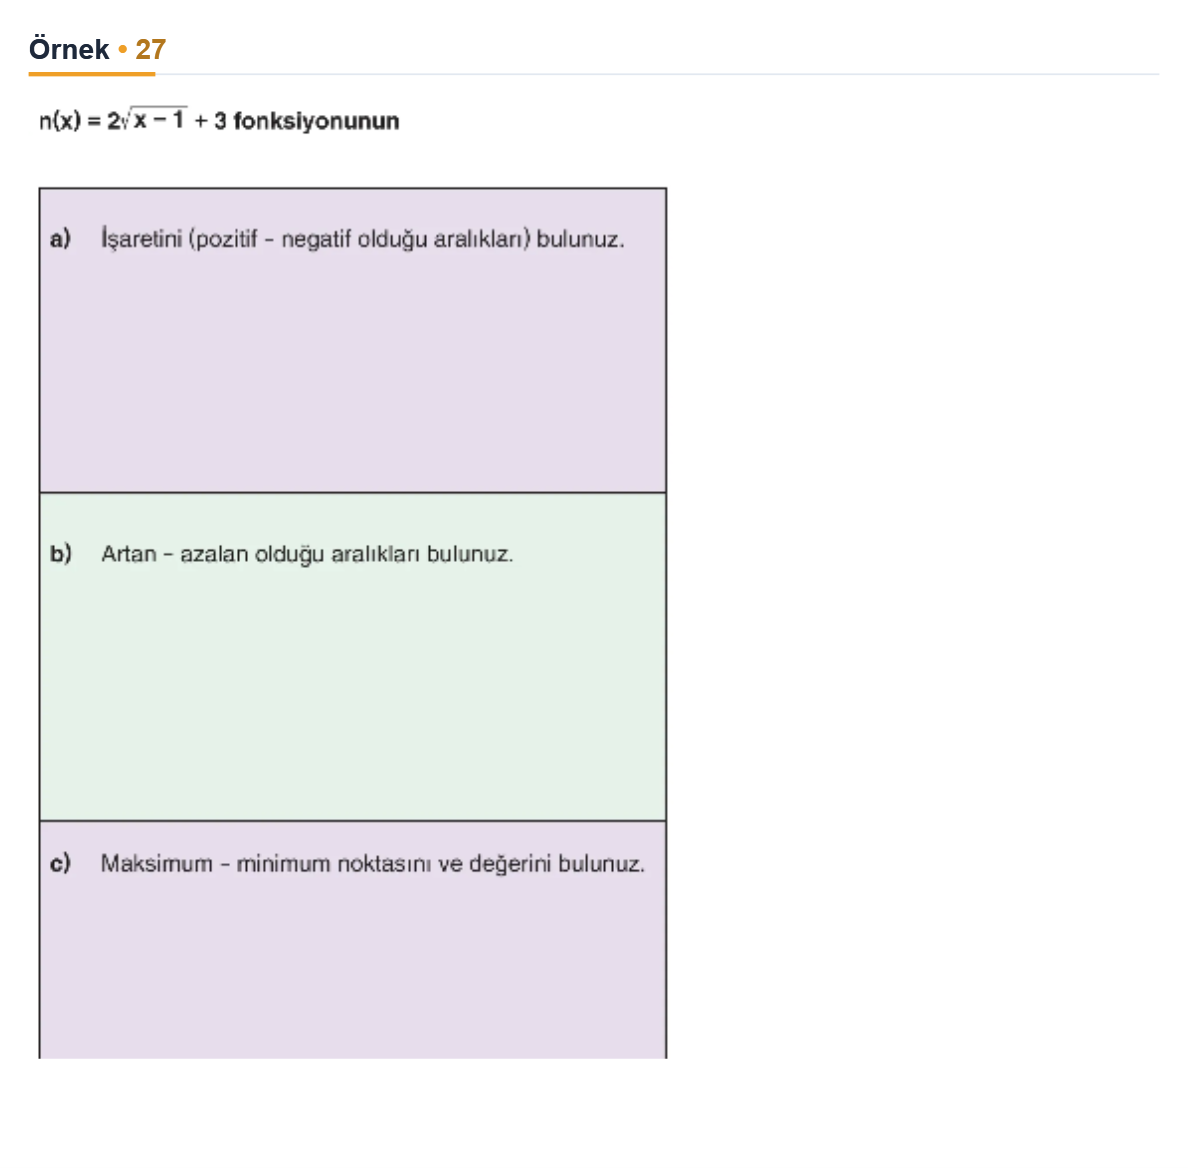 Örnek • 27
n(x) = 2√x − 1 + 3 fonksiyonunun
a) İşaretini (pozitif - negatif olduğu aralıkları) bulunuz.
b) Artan - azalan olduğu aralıkları bulunuz.
c) Maksimum - minimum noktasını ve değerini bulunuz.